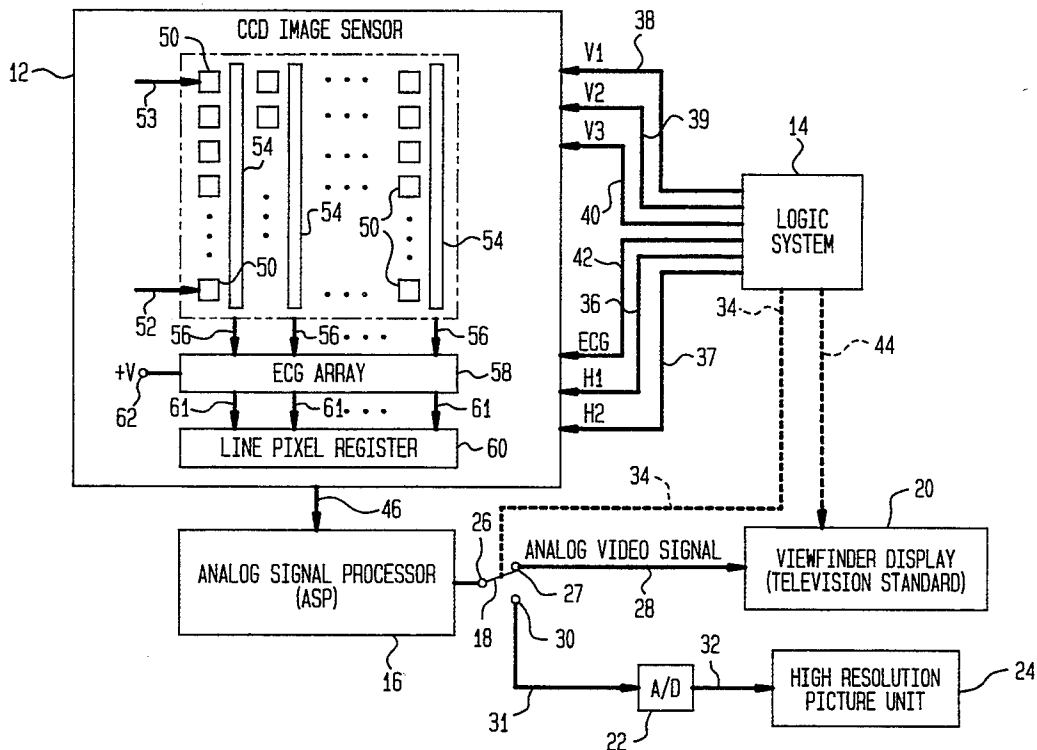 CCD IMAGE SENSOR
50
38
12
V1
53
V2
39
V3
14
54
40
LOGIC
SYSTEM
54
50
54
42
50
36
34
52
44
56
56
56
ECG
37
+V
ECG ARRAY
58
H1
62
61
61
61
H2
LINE PIXEL REGISTER
60
46
34
20
26
ANALOG VIDEO SIGNAL
ANALOG SIGNAL PROCESSOR
(ASP)
VIEWFINDER DISPLAY
(TELEVISION STANDARD)
18
27
28
30
16
32
A/D
HIGH RESOLUTION
PICTURE UNIT
24
31
22